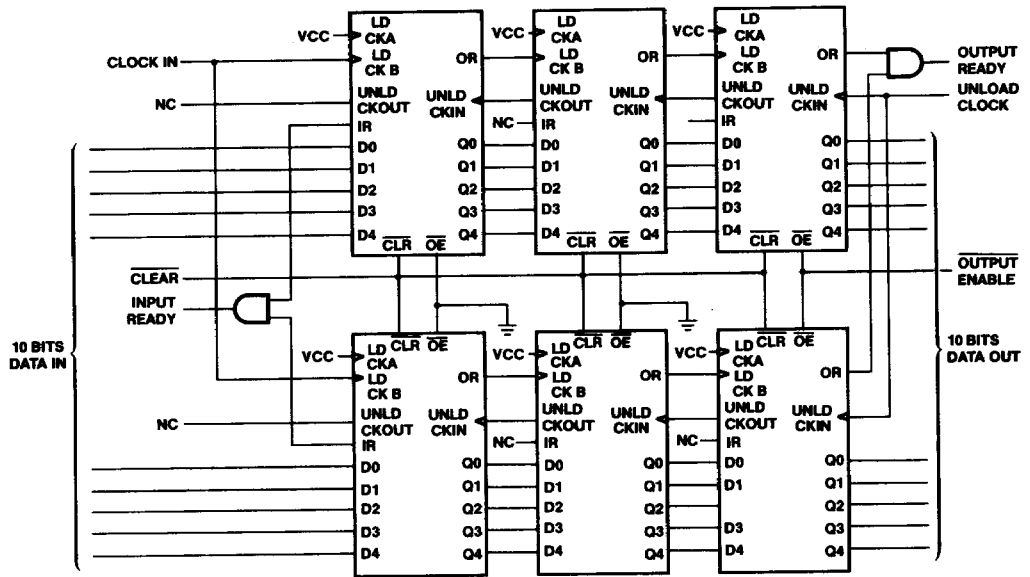 CLOCK IN
NC
VCC
LD
CKA
LD
CK B
OR
UNLD
CKOUT
UNLD
CKIN
IR
D0
D1
D2
D3
D4
Q0
Q1
Q2
Q3
Q4
CLR OE
VCC
LD
CKA
LD
CK B
OR
UNLD
CKOUT
UNLD
CKIN
NC
IR
D0
D1
D2
D3
D4
Q0
Q1
Q2
Q3
Q4
CLR OE
VCC
LD
CKA
LD
CK B
OR
UNLD
CKOUT
UNLD
CKIN
IR
D0
D1
D2
D3
D4
Q0
Q1
Q2
Q3
Q4
CLR OE
OUTPUT
READY
UNLOAD
CLOCK
CLEAR
INPUT
READY
OUTPUT
ENABLE
10 BITS
DATA IN
10 BITS
DATA OUT
NC
CLR OE
VCC
LD
CKA
LD
CK B
OR
UNLD
CKOUT
UNLD
CKIN
IR
D0
D1
D2
D3
D4
Q0
Q1
Q2
Q3
Q4
CLR OE
VCC
LD
CKA
LD
CK B
OR
UNLD
CKOUT
UNLD
CKIN
NC
IR
D0
D1
D2
D3
D4
Q0
Q1
Q2
Q3
Q4
CLR OE
VCC
LD
CKA
LD
CK B
OR
UNLD
CKOUT
UNLD
CKIN
NC
IR
D0
D1
D3
D4
Q0
Q1
Q2
Q3
Q4